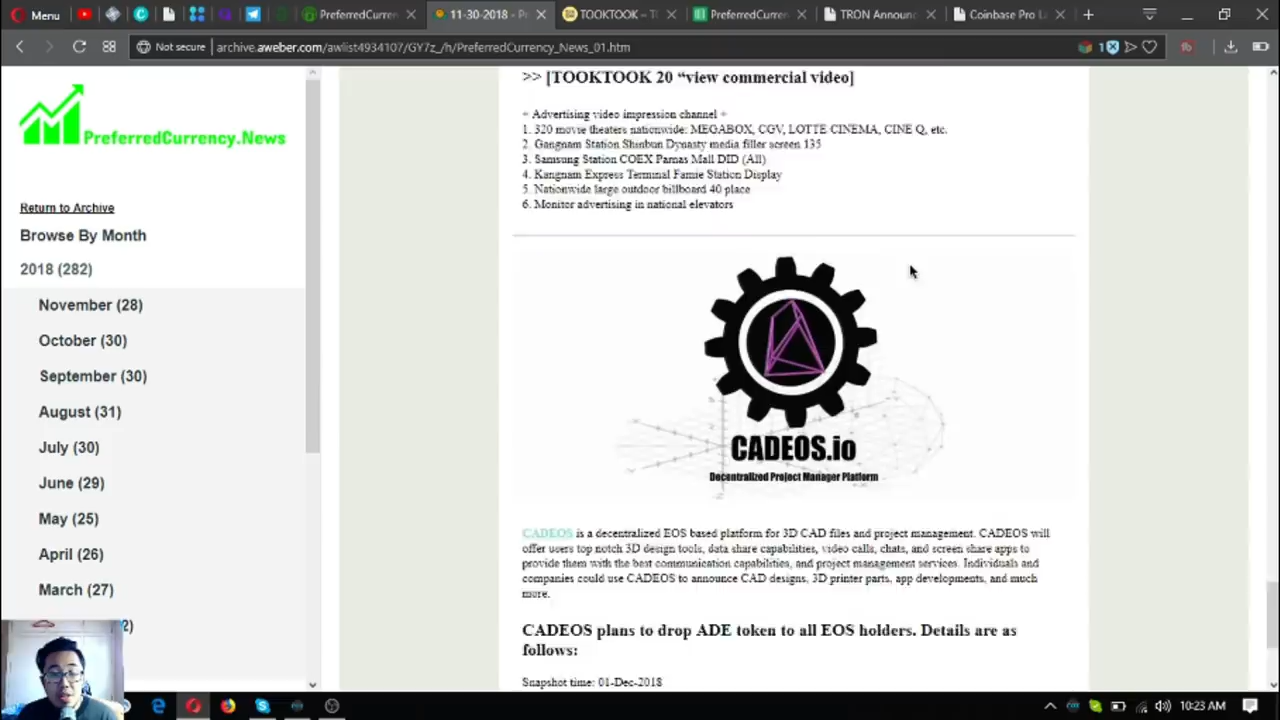 Menu
PreferredCurren
11-30-2018 - Pr
TOOKTOOK – T
PreferredCurre
TRON Announc
Coinbase Pro La
Not secure
archive.aweber.com/awlist4934107/GY7z_/h/PreferredCurrency_News_01.htm
1
PreferredCurrency.News
Return to Archive
Browse By Month
2018 (282)
November (28)
October (30)
September (30)
August (31)
July (30)
June (29)
May (25)
April (26)
March (27)
2)
>> [TOOKTOOK 20 “view commercial video]
Advertising video impression channel
1. 320 movie theaters nationwide: MEGABOX, CGV, LOTTE CINEMA, CINE Q, etc.
2. Gangnam Station Shinbun Dynasty media filler screen 135
3. Samsung Station COEX Parnas Mall DID (All)
4. Kangnam Express Terminal Famie Station Display
5. Nationwide large outdoor billboard 40 place
6. Monitor advertising in national elevators
CADEOS.io
Decentralized Project Manager Platform
CADEOS is a decentralized EOS based platform for 3D CAD files and project management. CADEOS will
offer users top notch 3D design tools, data share capabilities, video calls, chats, and screen share apps to
provide them with the best communication capabilities, and project management services. Individuals and
companies could use CADEOS to announce CAD designs, 3D printer parts, app developments, and much
more.
CADEOS plans to drop ADE token to all EOS holders. Details are as
follows:
Snapshot time: 01-Dec-2018
10:23 AM